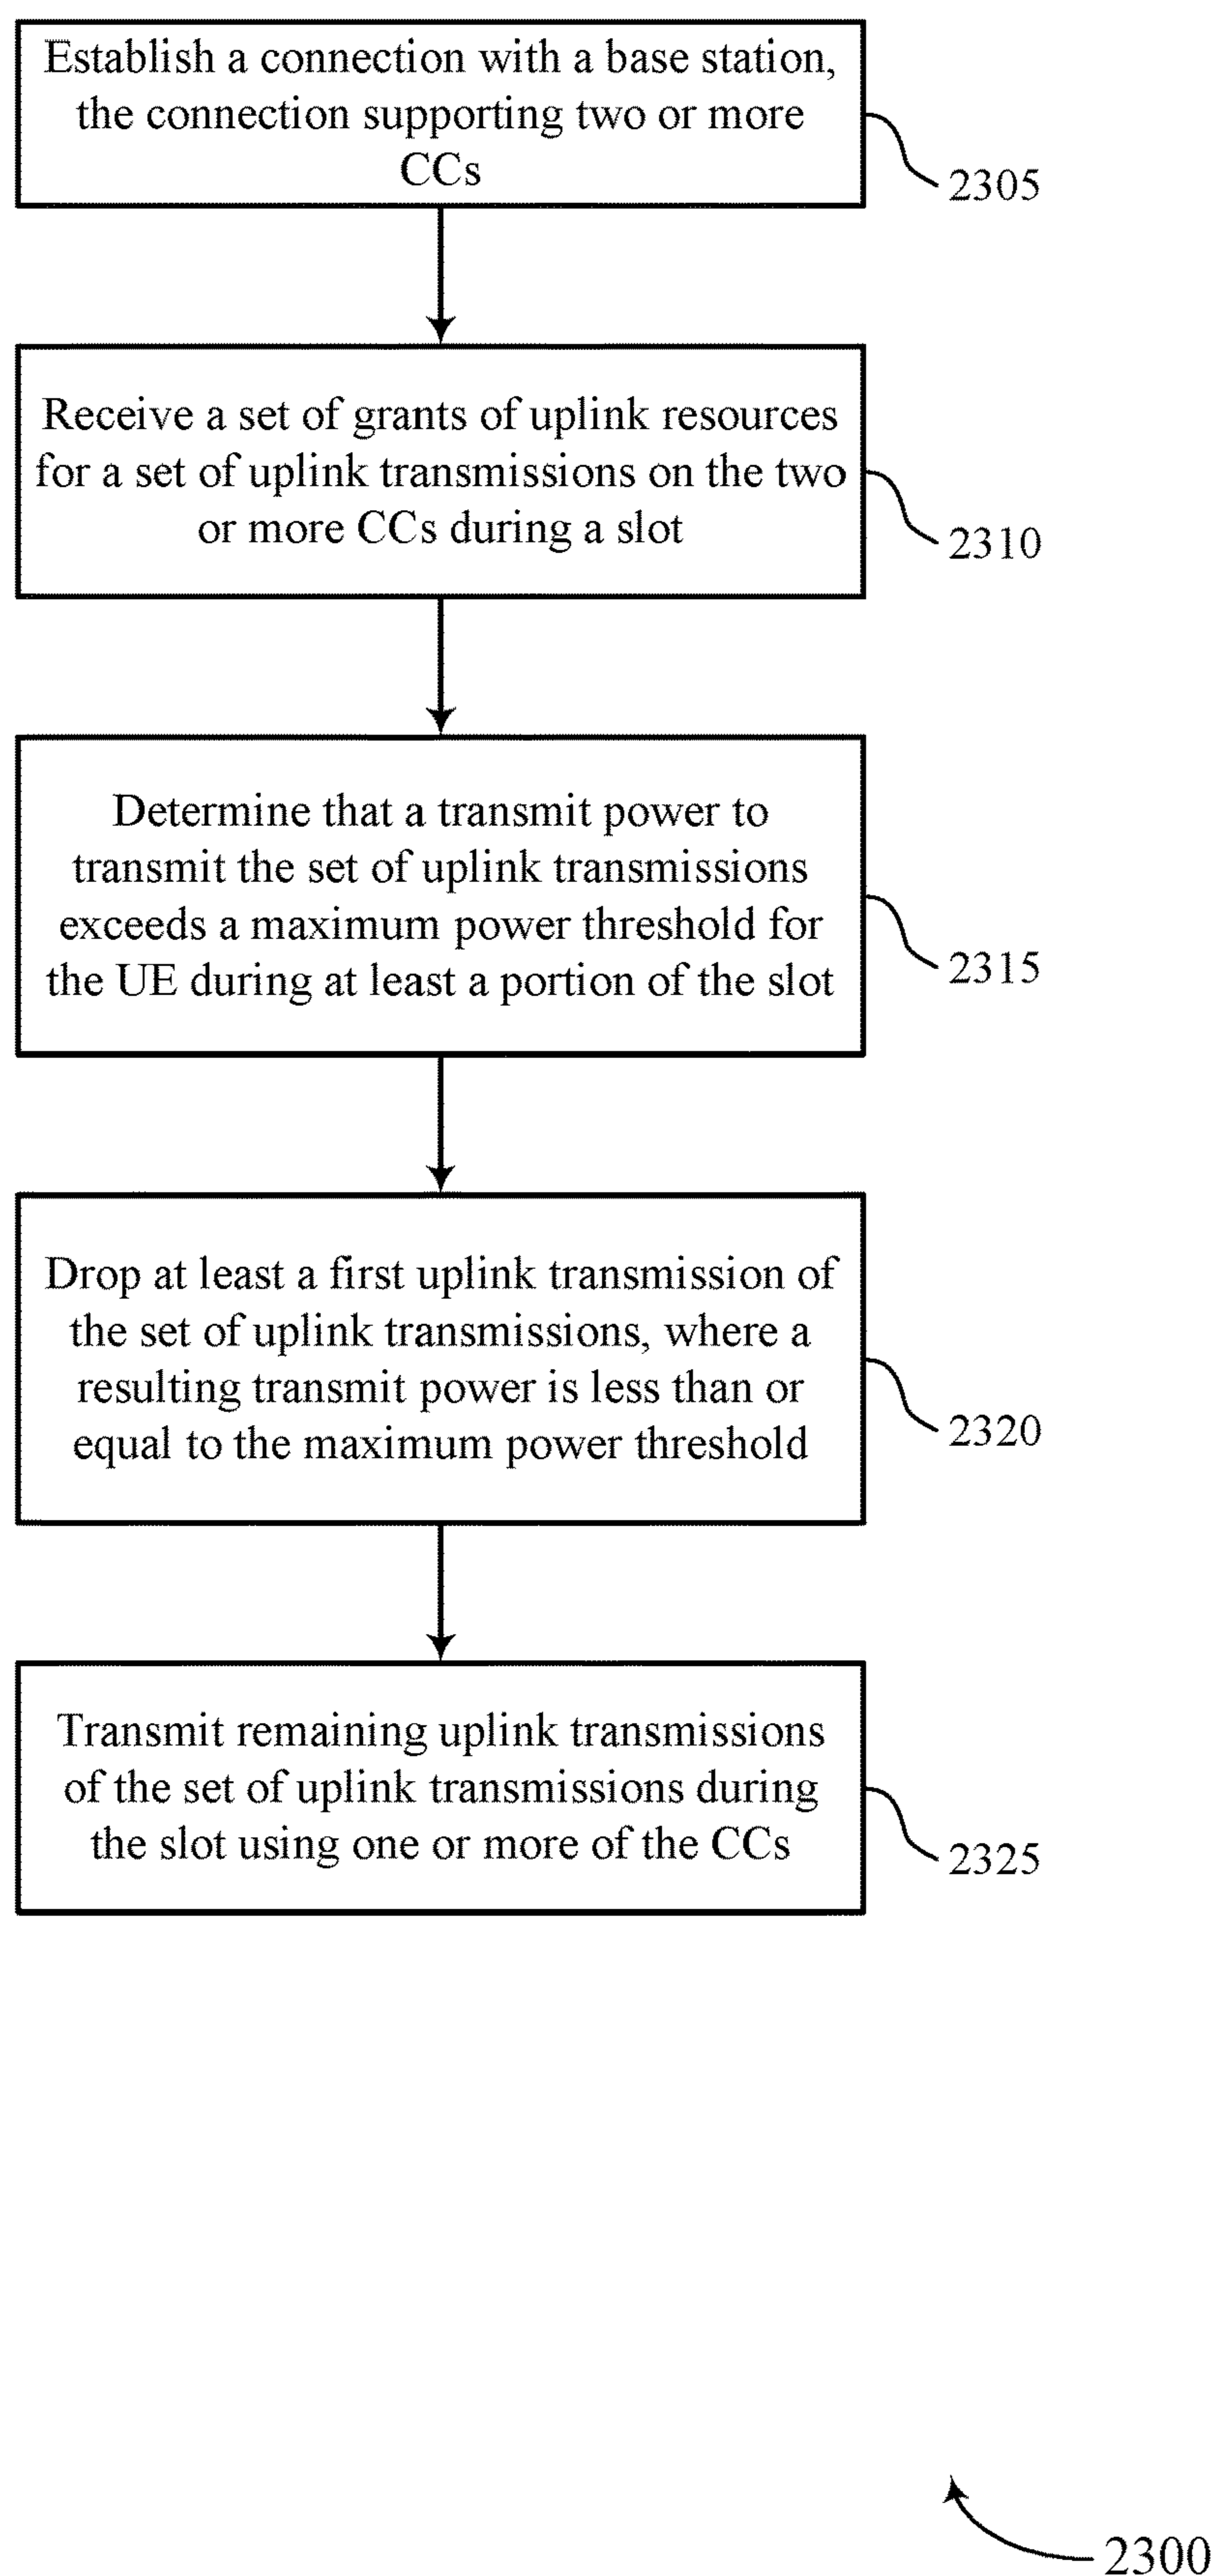 Establish a connection with a base station,
the connection supporting two or more
CCs
2305
Receive a set of grants of uplink resources
for a set of uplink transmissions on the two
or more CCs during a slot
2310
Determine that a transmit power to
transmit the set of uplink transmissions
exceeds a maximum power threshold for
the UE during at least a portion of the slot
2315
Drop at least a first uplink transmission of
the set of uplink transmissions, where a
resulting transmit power is less than or
equal to the maximum power threshold
2320
Transmit remaining uplink transmissions
of the set of uplink transmissions during
the slot using one or more of the CCs
2325
2300